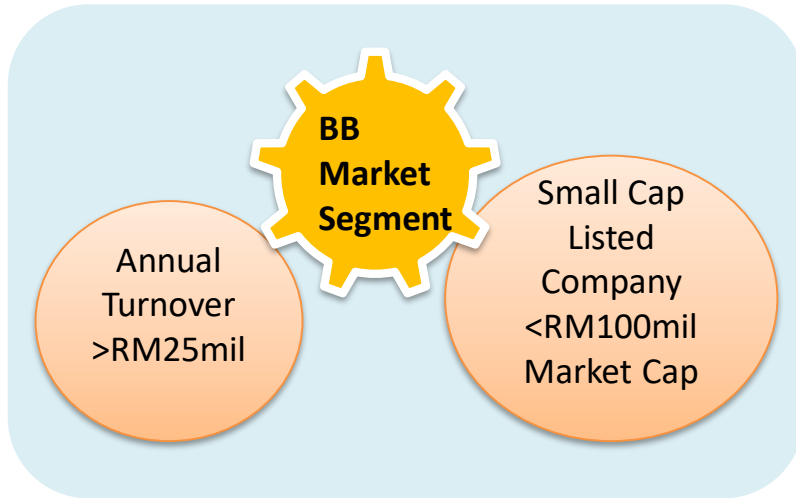 BB
Market
Segment
Annual
Turnover
>RM25mil
Small Cap
Listed
Company
<RM100mil
Market Cap